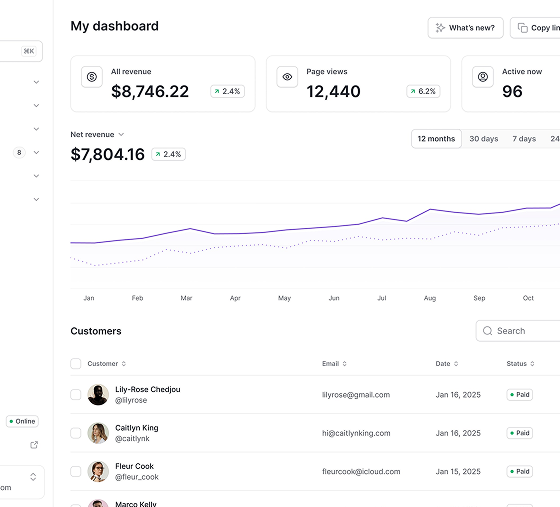 My dashboard
What's new?
Copy lin
⌘K
All revenue
$8,746.22
2.4%
Page views
12,440
6.2%
Active now
96
Net revenue
$7,804.16
2.4%
12 months
30 days
7 days
24
8
Jan
Feb
Mar
Apr
May
Jun
Jul
Aug
Sep
Oct
Customers
Search
Customer
Email
Date
Status
Lily-Rose Chedjou
@lilyrose
lilyrose@gmail.com
Jan 16, 2025
Paid
Online
Caitlyn King
@caitlynk
hi@caitlynking.com
Jan 16, 2025
Paid
Fleur Cook
@fleur_cook
fleurcook@icloud.com
Jan 15, 2025
Paid
om
Marco Kelly